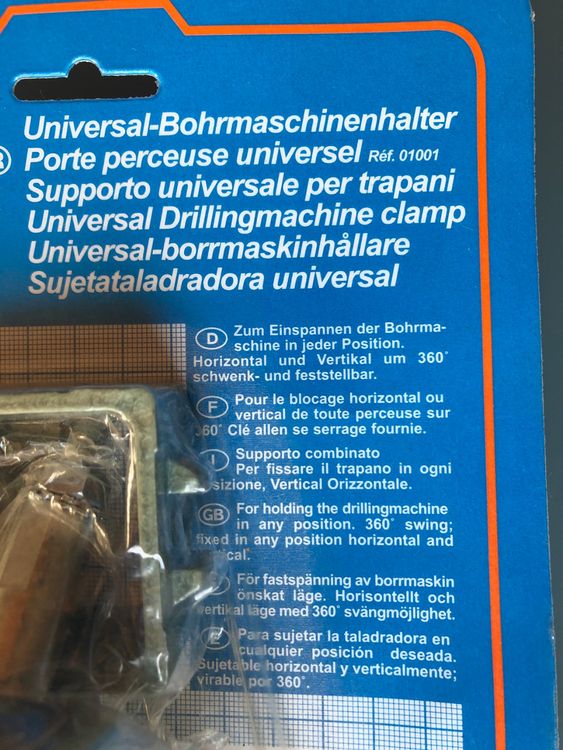 Universal-Bohrmaschinenhalter
Porte perceuse universel Réf. 01001
Supporto universale per trapani
Universal Drillingmachine clamp
Universal-borrmaskinhållare
Sujetataladradora universal
D Zum Einspannen der Bohrma-
schine in jeder Position.
Horizontal und Vertikal um 360°
schwenk- und feststellbar.
F Pour le blocage horizontal ou
vertical de toute perceuse sur
360° Clé allen se serrage fournie.
I Supporto combinato
Per fissire il trapano in ogni
posizione, Vertical Orizzontale.
GB For holding the drillingmachine
in any position. 360° swing;
fixed in any position horizontal and
vertical.
För fastspänning av borrmaskin
önskat läge. Horisontellt och
vertikal läge med 360° svängmöjlighet.
E Para sujetar la taladradora en
cualquier posición deseada.
Sujetable horizontal y verticalmente;
virable por 360°.